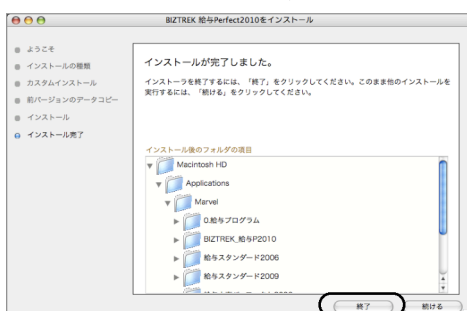 BIZTREK 給与Perfect2010をインストール
ようこそ
インストールの種類
カスタムインストール
前バージョンのデータコピー
インストール
インストール完了
インストールが完了しました。
インストーラを終了するには、「終了」をクリックしてください。このまま他のインストールを
実行するには、「続ける」をクリックしてください。
インストール後のフォルダの項目
Macintosh HD
Applications
Marvel
0.給与プログラム
BIZTREK_給与P2010
給与スタンダード2006
給与スタンダード2009
終了
続ける